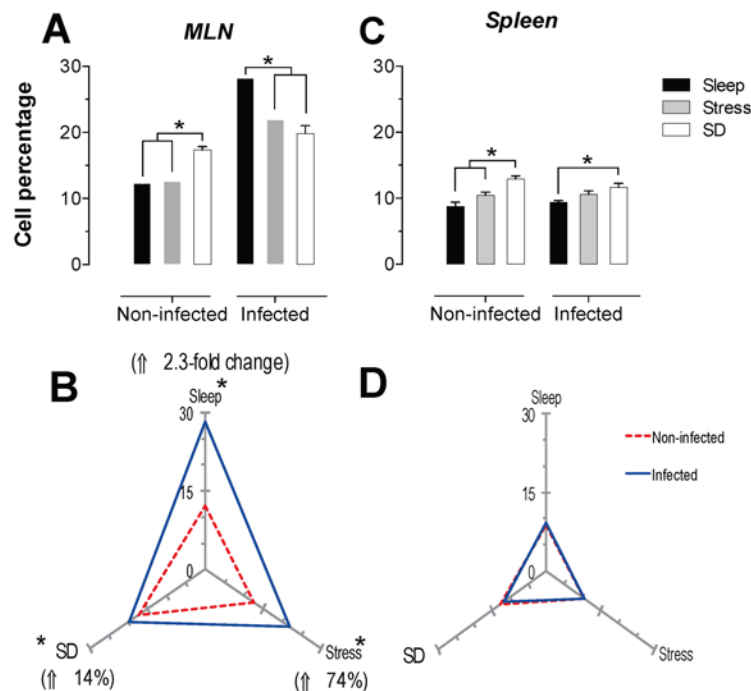 A
MLN
C
Spleen
Cell percentage
30
20
10
0
*
*
Non-infected
Infected
30
20
10
0
*
*
Non-infected
Infected
Sleep
Stress
SD
B
(⇑ 2.3-fold change)
*
Sleep
30
15
0
*
SD
(⇑ 14%)
Stress
*
(⇑ 74%)
D
Sleep
30
15
0
SD
Stress
Non-infected
Infected